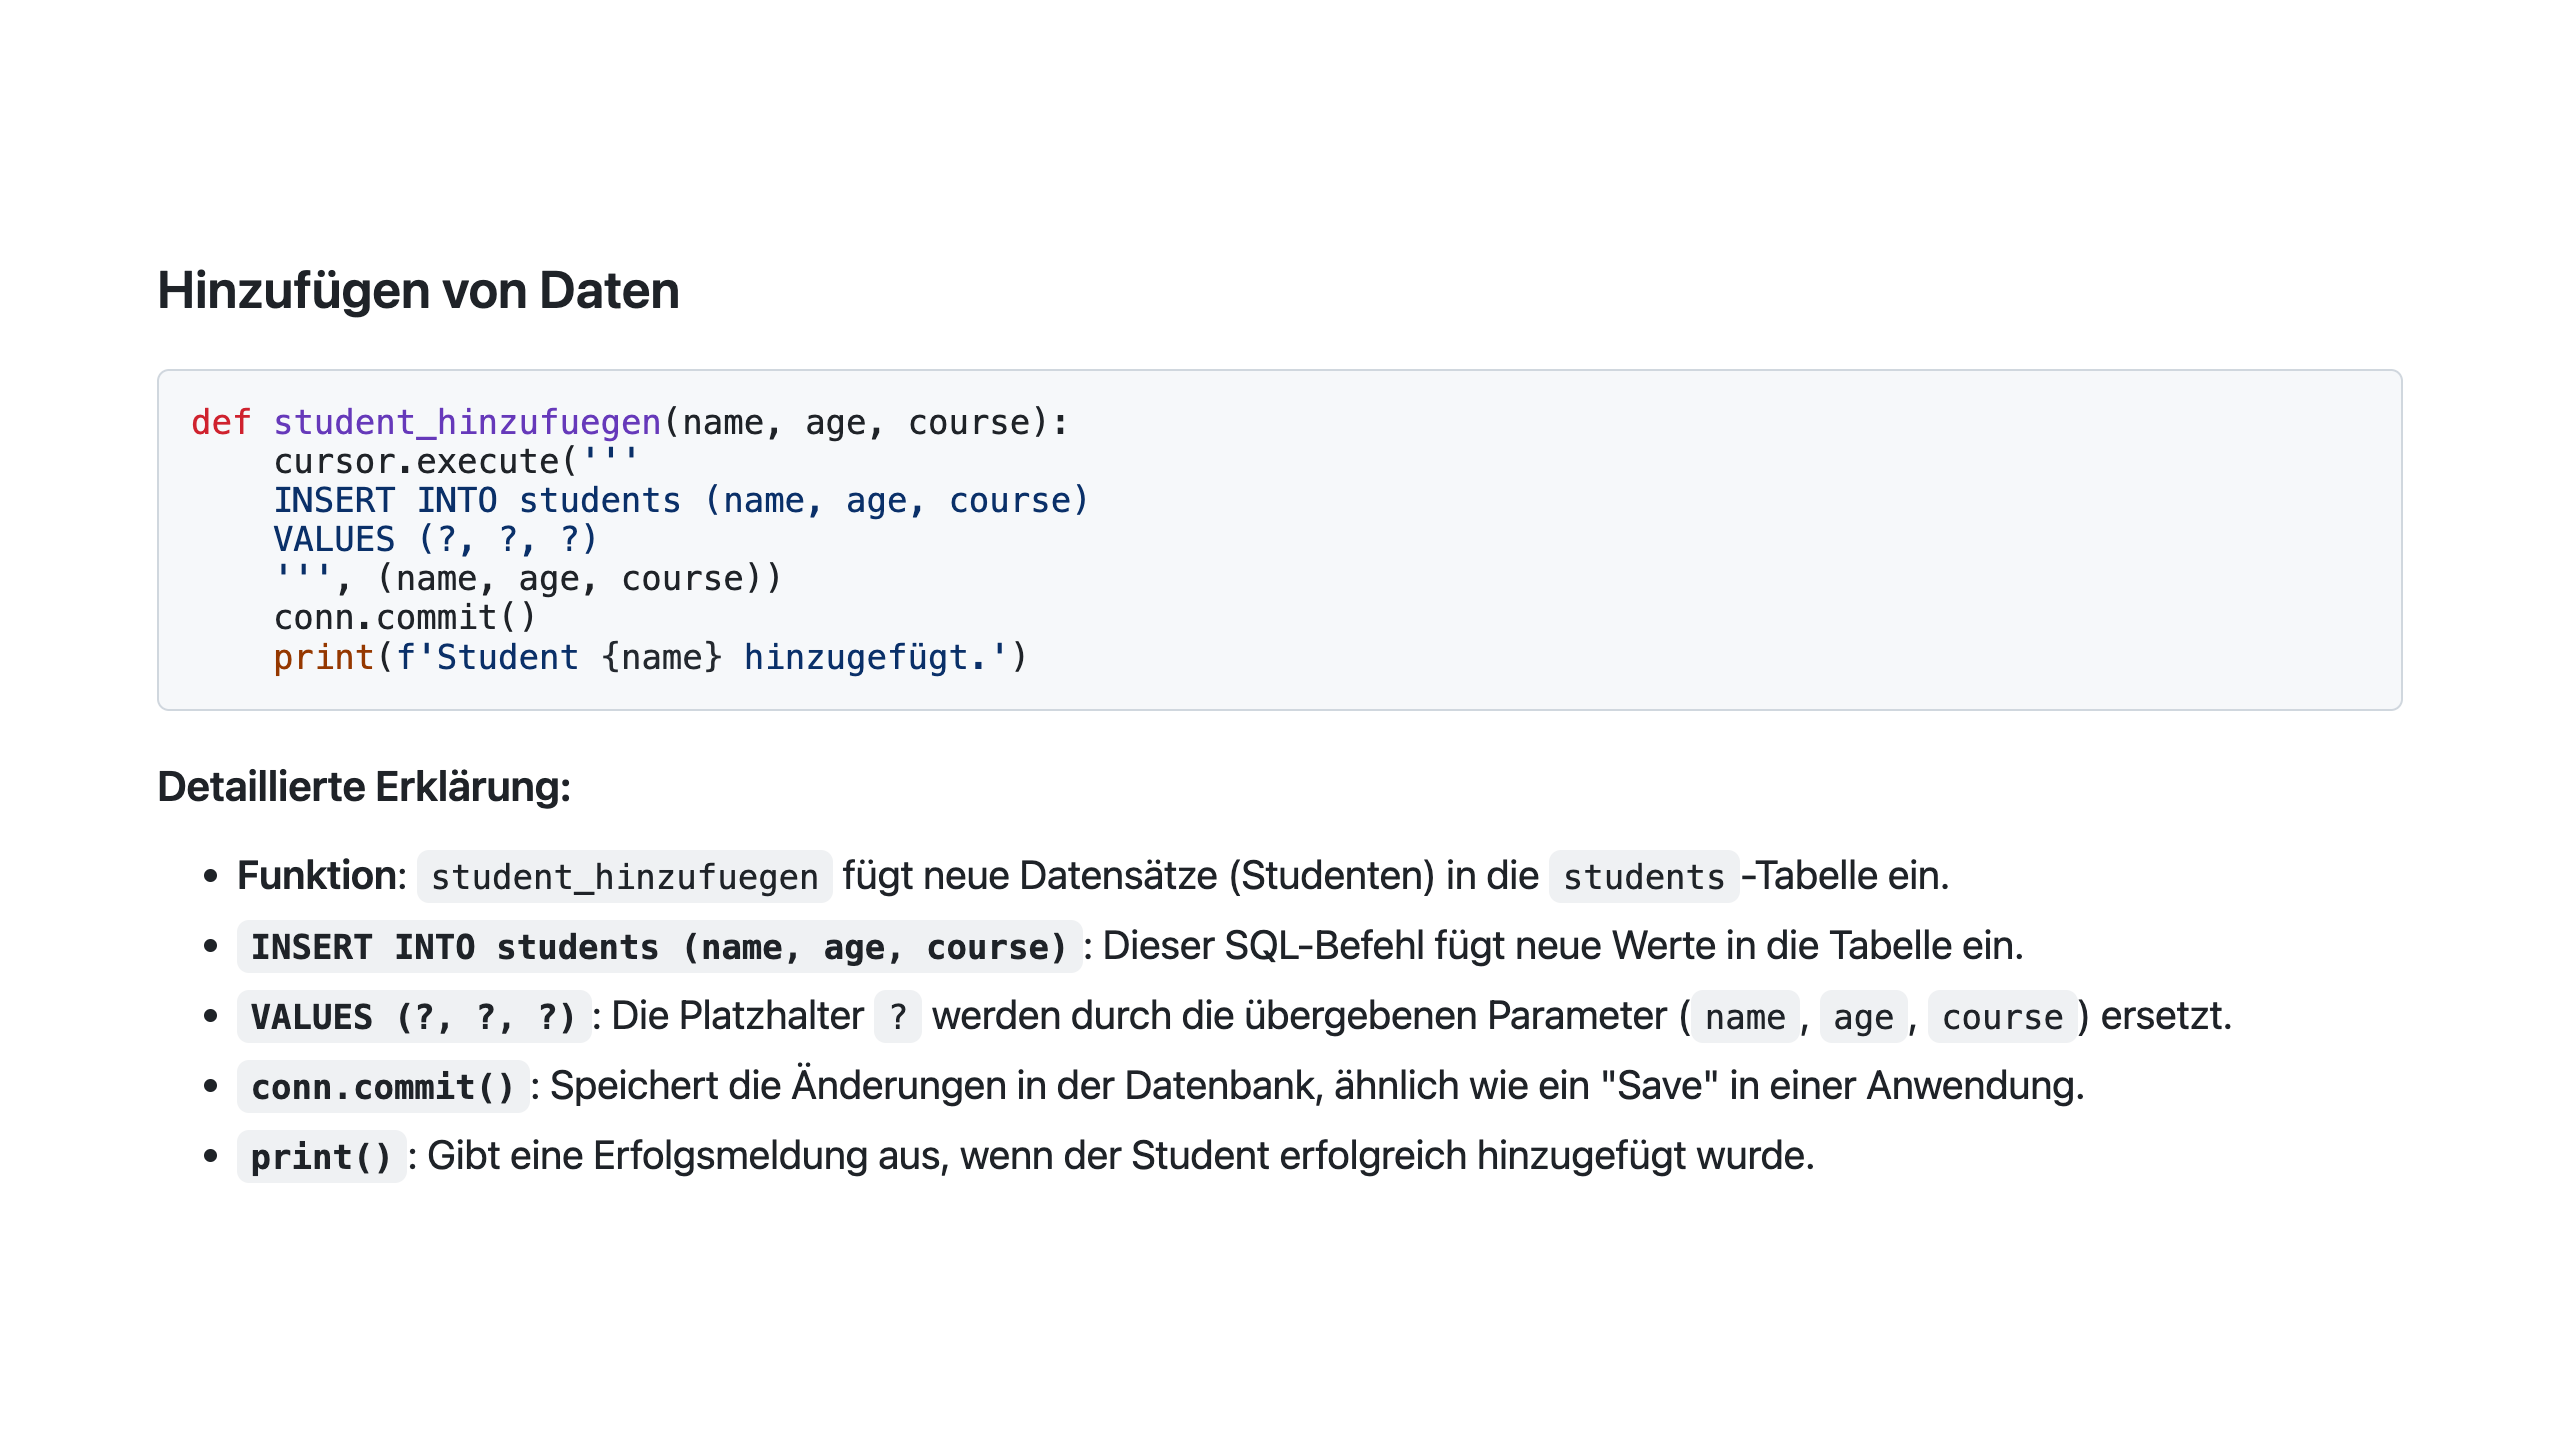 Hinzufügen von Daten
def student_hinzufuegen(name, age, course):
    cursor.execute('''
    INSERT INTO students (name, age, course)
    VALUES (?, ?, ?)
    ''', (name, age, course))
    conn.commit()
    print(f'Student {name} hinzugefügt.')
Detaillierte Erklärung:
• Funktion: student_hinzufuegen fügt neue Datensätze (Studenten) in die students-Tabelle ein.
• INSERT INTO students (name, age, course): Dieser SQL-Befehl fügt neue Werte in die Tabelle ein.
• VALUES (?, ?, ?): Die Platzhalter ? werden durch die übergebenen Parameter (name, age, course) ersetzt.
• conn.commit(): Speichert die Änderungen in der Datenbank, ähnlich wie ein "Save" in einer Anwendung.
• print(): Gibt eine Erfolgsmeldung aus, wenn der Student erfolgreich hinzugefügt wurde.